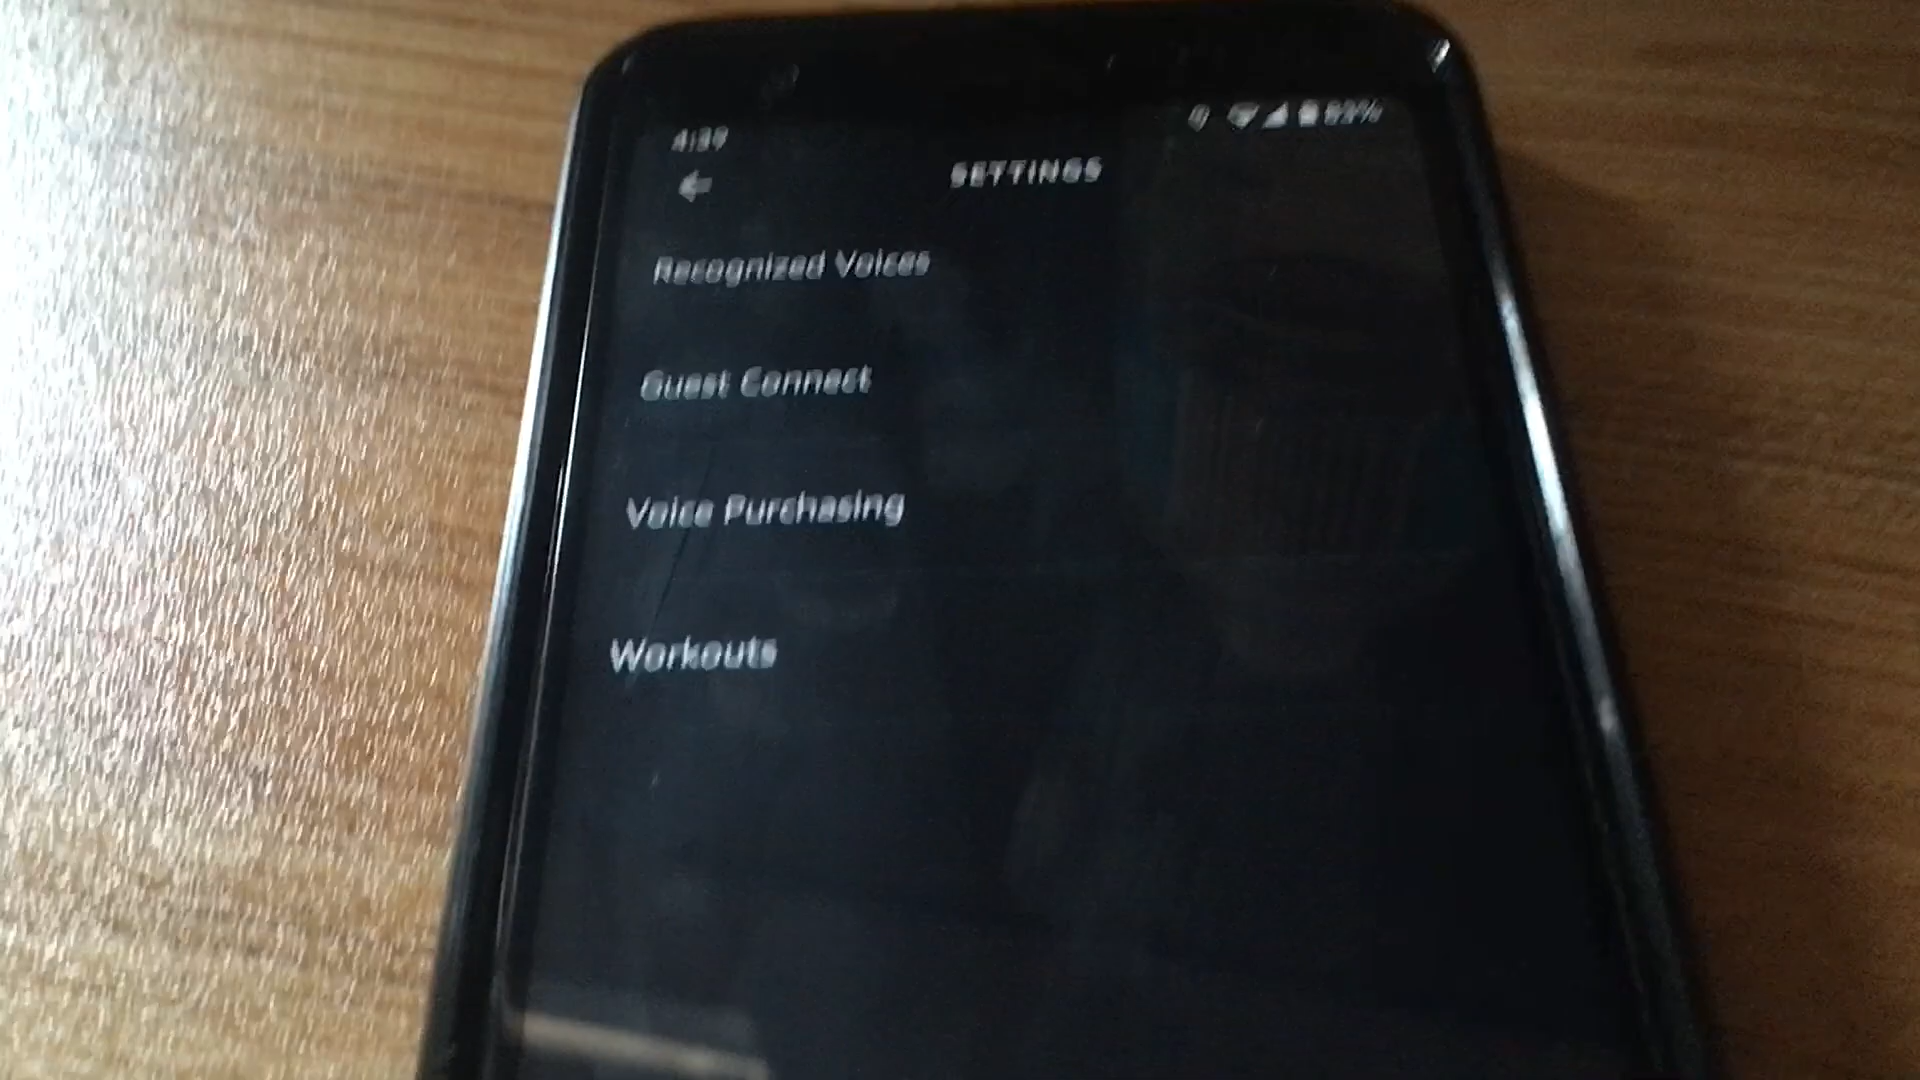 4:39
SETTINGS
Recognized Voices
Guest Connect
Voice Purchasing
Workouts